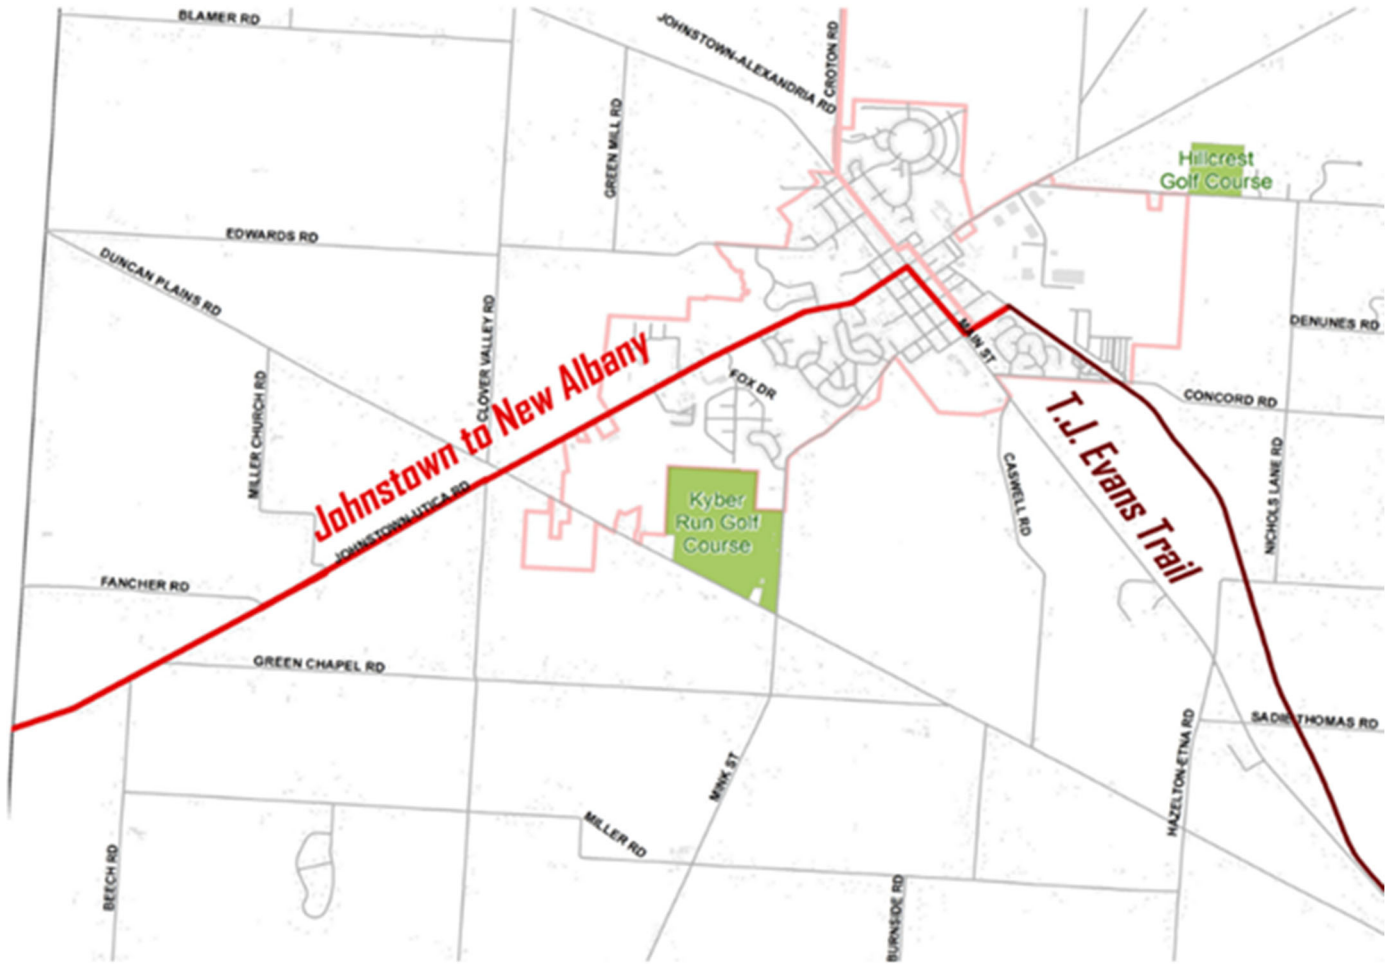 BLAMER RD
JOHNSTOWN-ALEXANDRIA RD
CROTON RD
GREEN MILL RD
Hillcrest
Golf Course
EDWARDS RD
DUNCAN PLAINS RD
CLOVER VALLEY RD
DENUNES RD
MAIN ST
Johnstown to New Albany
FOX DR
MILLER CHURCH RD
CONCORD RD
T.J. Evans Trail
NICHOLS LANE RD
CASWELL RD
Kyber
Run Golf
Course
JOHNSTOWN-UTICA RD
FANCHER RD
GREEN CHAPEL RD
SADIE THOMAS RD
HAZELTON-ETNA RD
MINK ST
MILLER RD
BEECH RD
BURNSIDE RD